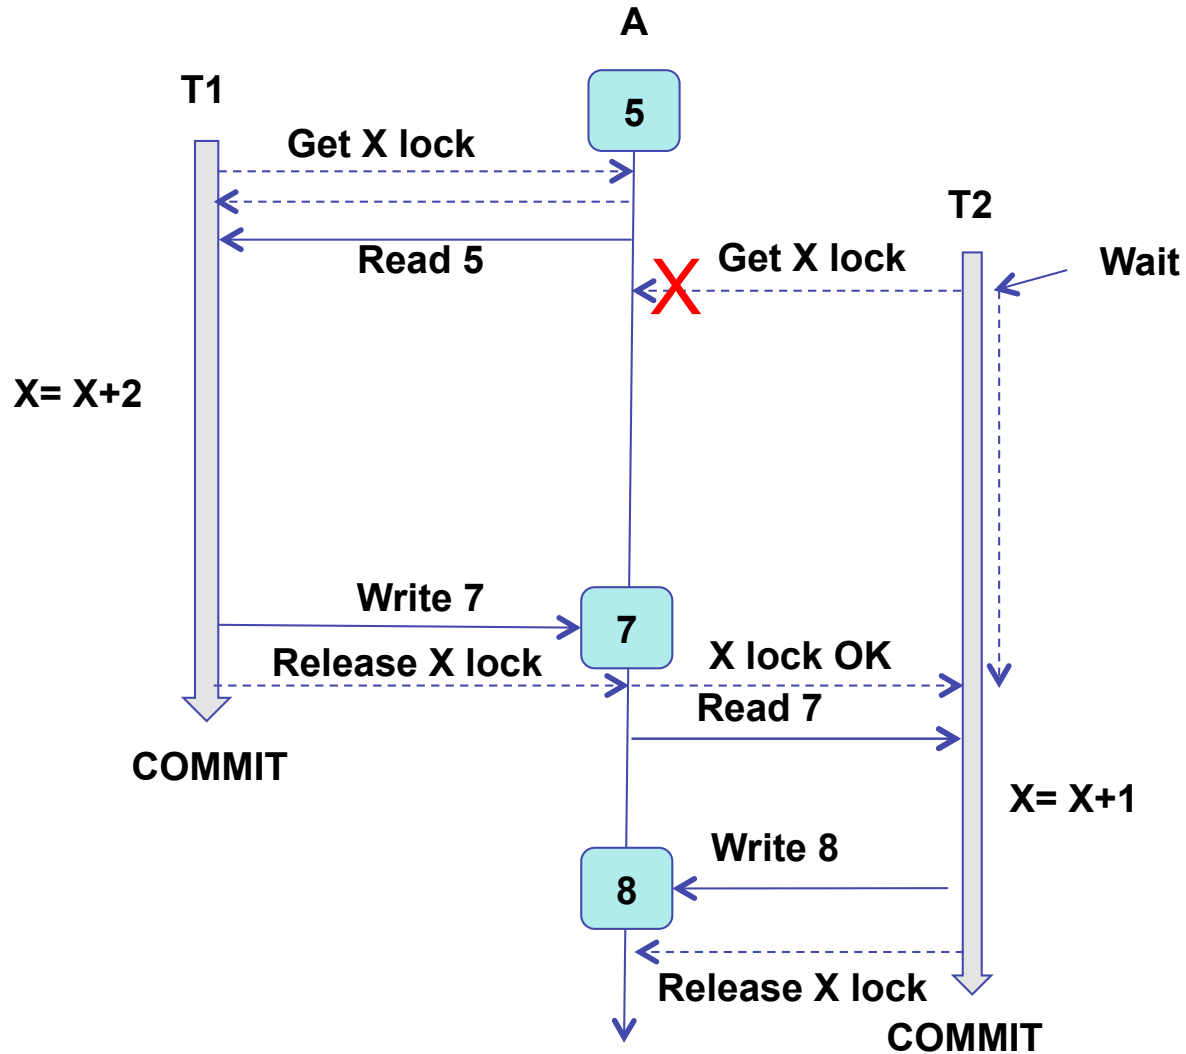 A
T1
5
Get X lock
T2
Read 5
Get X lock
Wait
X
X= X+2
Write 7
7
Release X lock
X lock OK
Read 7
COMMIT
X= X+1
Write 8
8
Release X lock
COMMIT